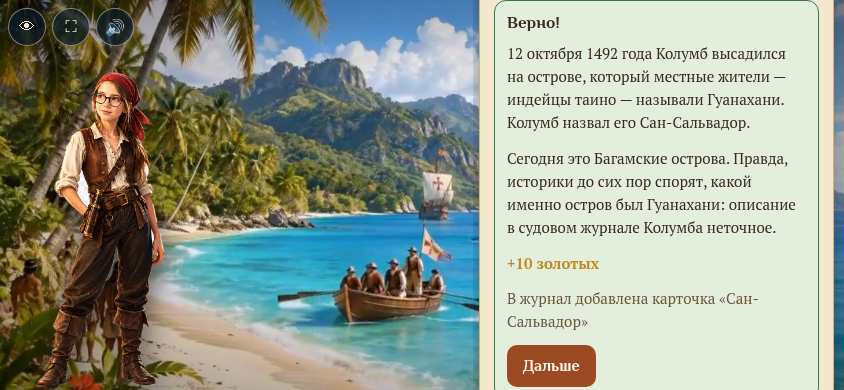 Верно!
12 октября 1492 года Колумб высадился
на острове, который местные жители —
индейцы таино — называли Гуанахани.
Колумб назвал его Сан-Сальвадор.
Сегодня это Багамские острова. Правда,
историки до сих пор спорят, какой
именно остров был Гуанахани: описание
в судовом журнале Колумба неточное.
+10 золотых
В журнал добавлена карточка «Сан-
Сальвадор»
Дальше